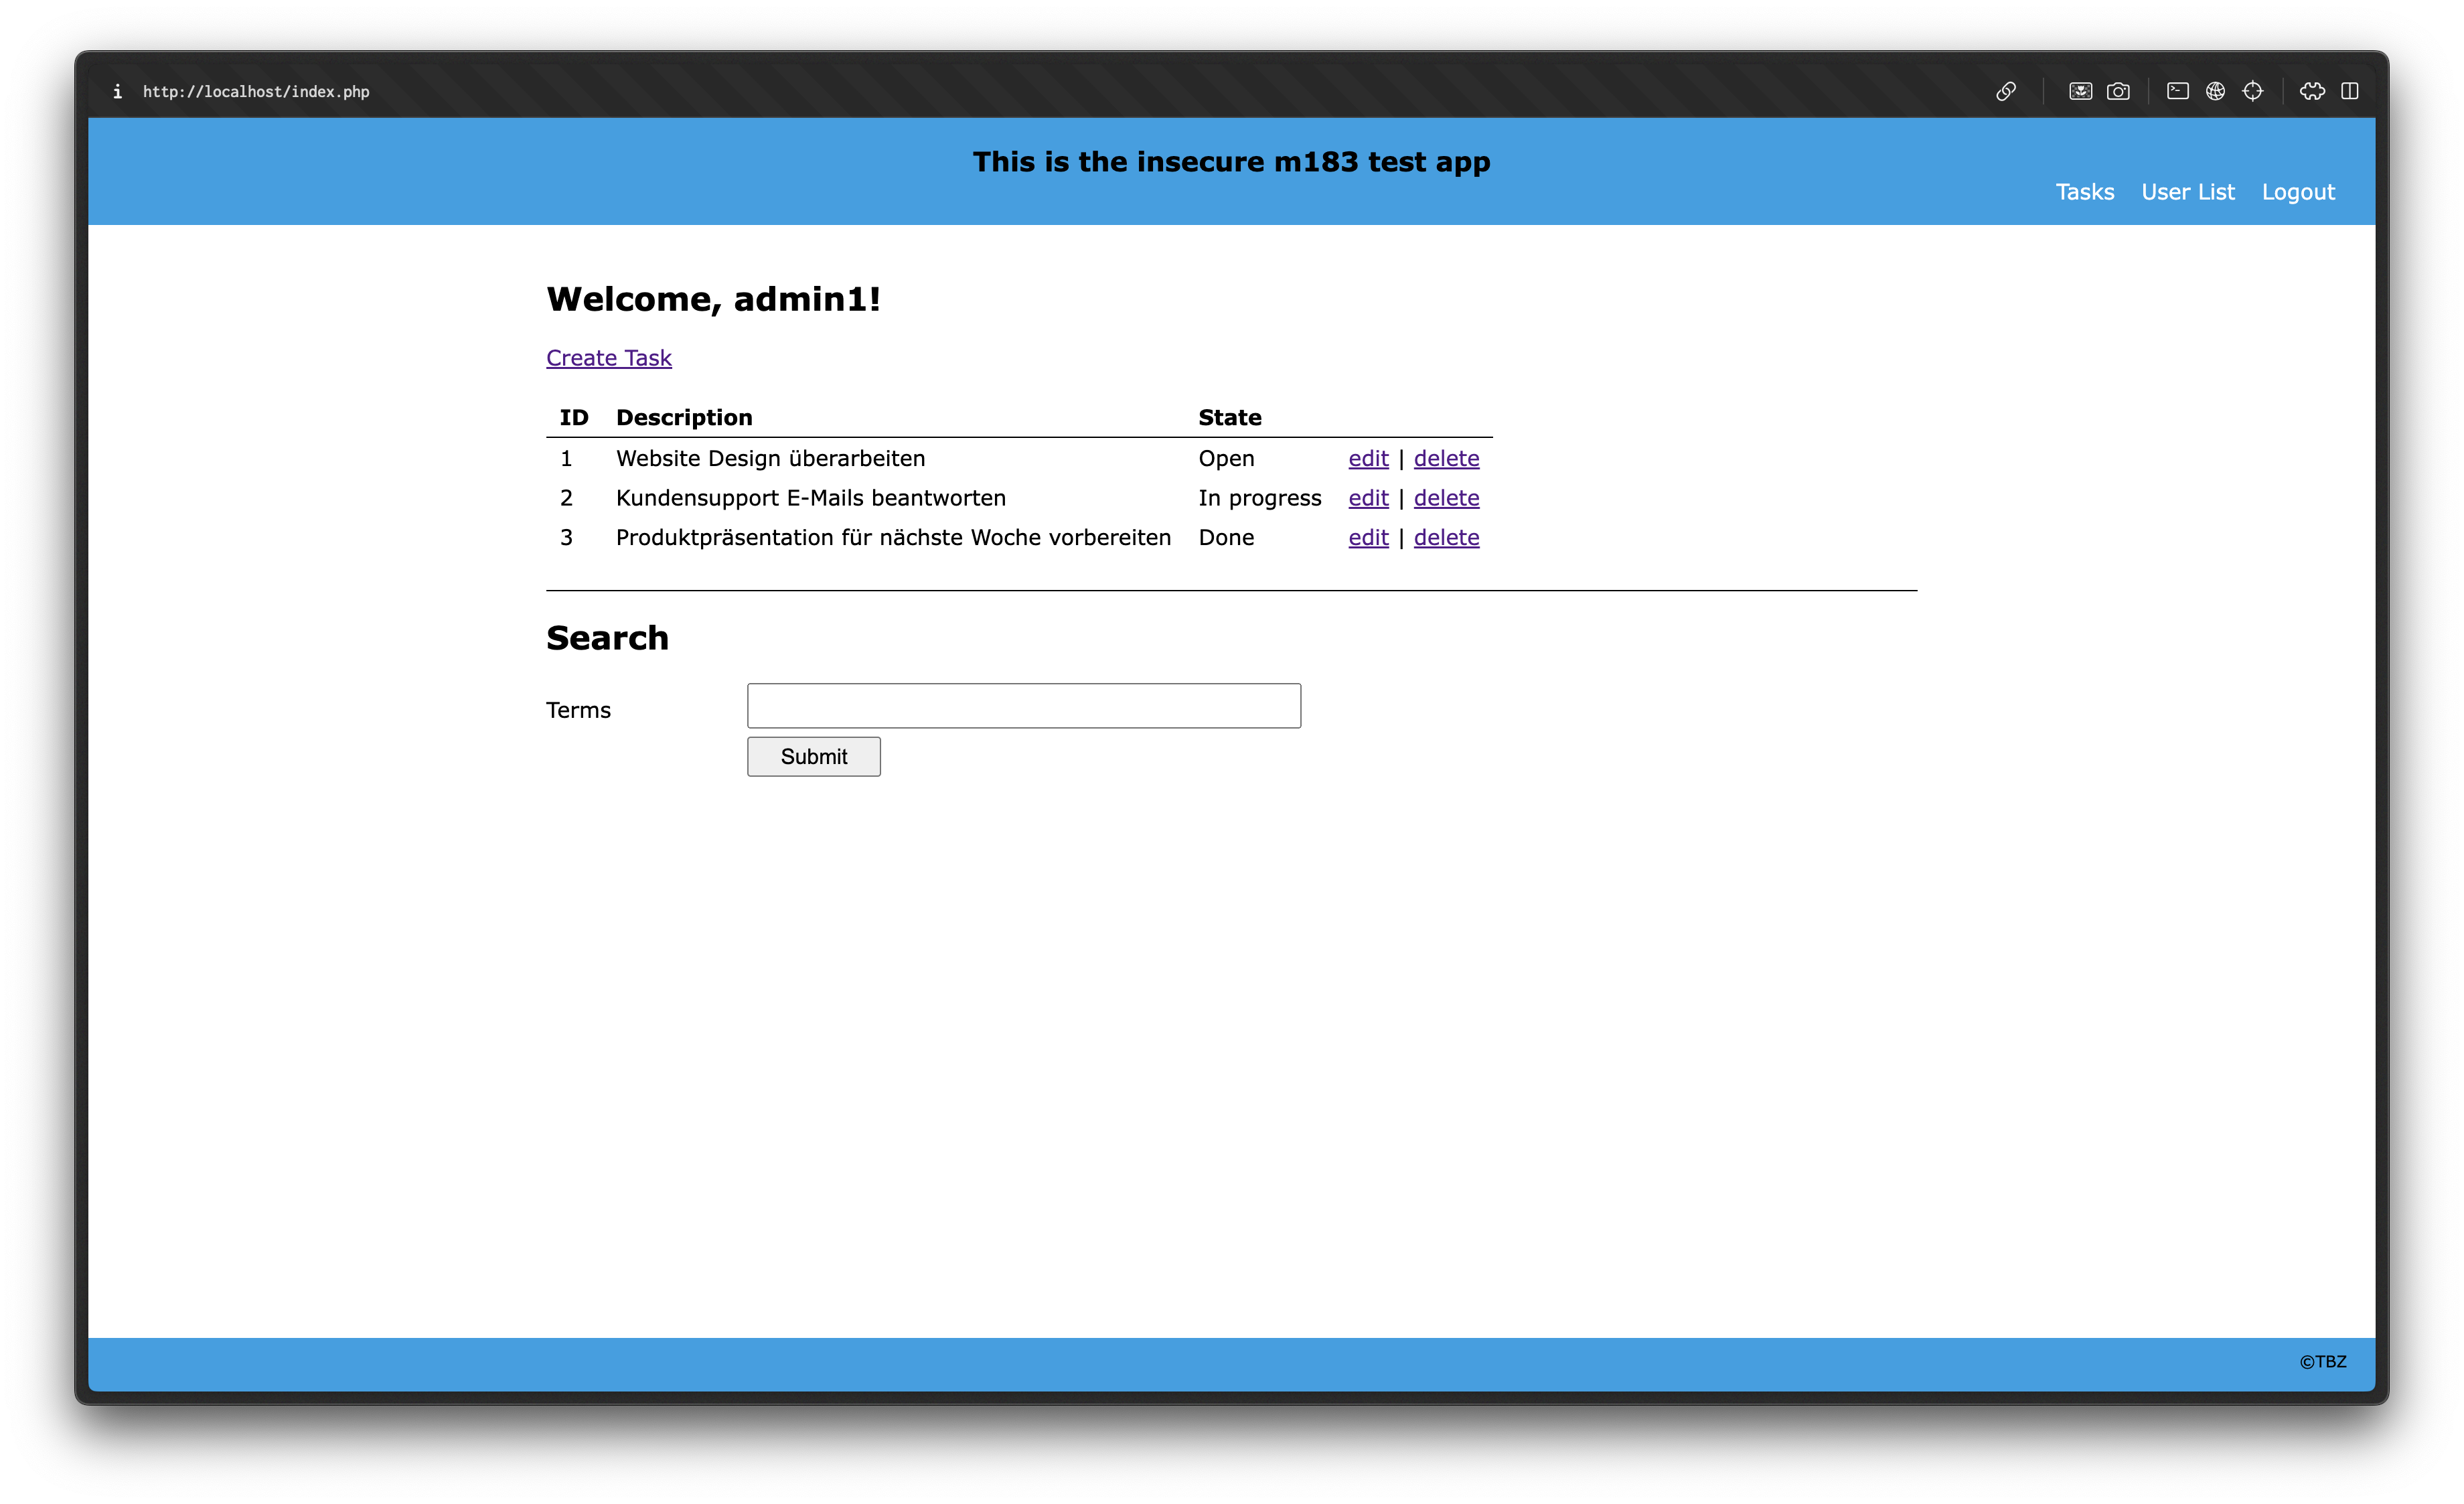 i http://localhost/index.php
This is the insecure m183 test app
Tasks User List Logout
Welcome, admin1!
Create Task
ID Description State
1 Website Design überarbeiten Open edit | delete
2 Kundensupport E-Mails beantworten In progress edit | delete
3 Produktpräsentation für nächste Woche vorbereiten Done edit | delete
Search
Terms
Submit
©TBZ